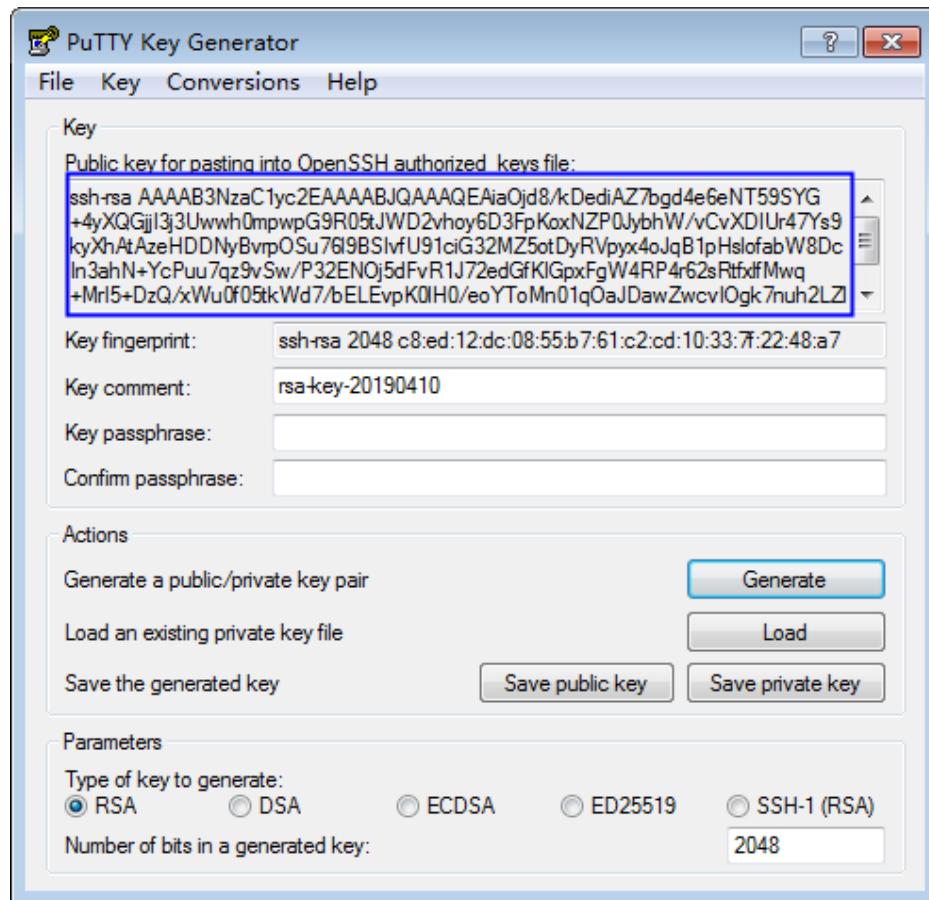 PuTTY Key Generator
File Key Conversions Help
Key
Public key for pasting into OpenSSH authorized_keys file:
ssh-rsa AAAAB3NzaC1yc2EAAAABJQAAAQEAiaOjd8/kDediAZ7bgd4e6eNT59SYG
+4yXQGjjI3j3Uwwh0mpwpG9R05tJWD2vhoy6D3FpKoxNZP0JybhW/vCvXDIUr47Ys9
kyXhAtAzeHDDNyBvrpOSu76I9BSIvfU91ciG32MZ5otDyRVpyx4oJqB1pHslofabW8Dc
In3ahN+YcPuu7qz9vSw/P32ENOj5dFvR1J72edGfKIGpxFgW4RP4r62sRtfxlfMwq
+MrI5+DzQ/xWu0f05tkWd7/bELEvpK0IH0/eoYToMn01qOaJDawZwcvIOgk7nuh2LZl
Key fingerprint: ssh-rsa 2048 c8:ed:12:dc:08:55:b7:61:c2:cd:10:33:7f:22:48:a7
Key comment: rsa-key-20190410
Key passphrase:
Confirm passphrase:
Actions
Generate a public/private key pair Generate
Load an existing private key file Load
Save the generated key Save public key Save private key
Parameters
Type of key to generate:
RSA DSA ECDSA ED25519 SSH-1 (RSA)
Number of bits in a generated key: 2048